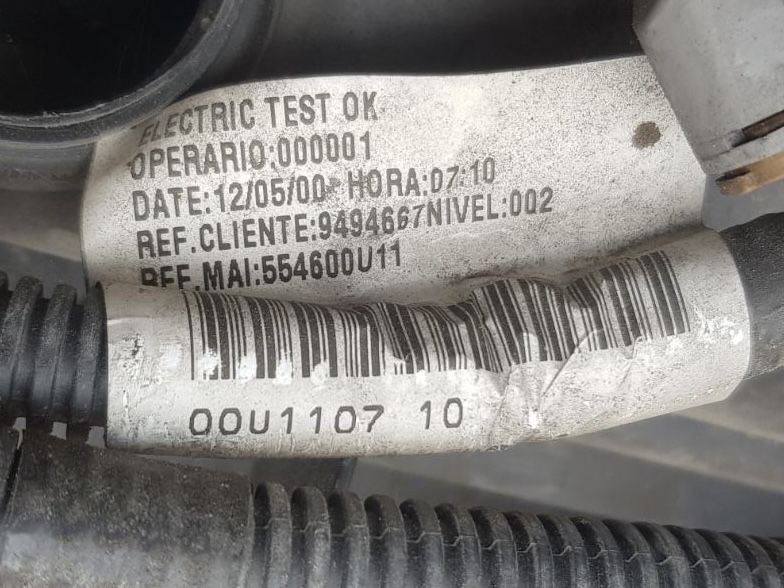 ELECTRIC TEST OK
OPERARIO:000001
DATE:12/05/00 HORA:07:10
REF.CLIENTE:9494667NIVEL:002
REF.MAI:554600U11
00U1107 10